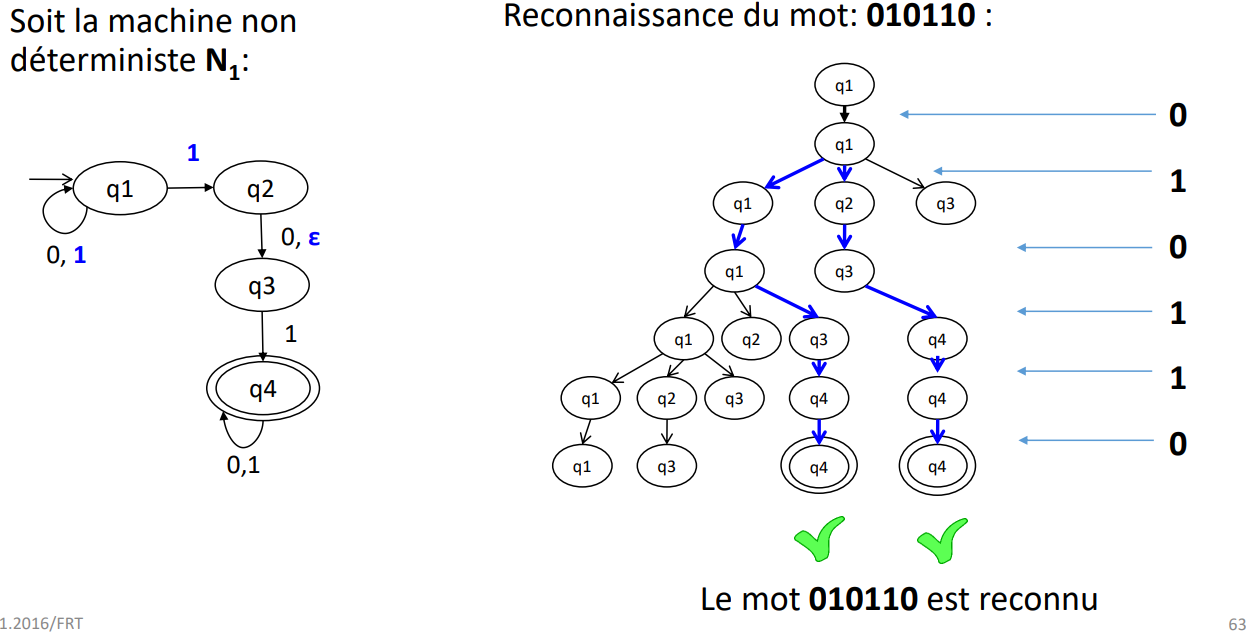 Soit la machine non
déterministe N1:
1
q1
q2
0, 1
0, ε
q3
1
q4
0,1
Reconnaissance du mot: 010110 :
q1
0
q1
1
q1 q2 q3
0
q1 q3
1
q1 q2 q3 q4
1
q1 q2 q3 q4 q4
0
q1 q3 q4 q4
Le mot 010110 est reconnu
1.2016/FRT
63